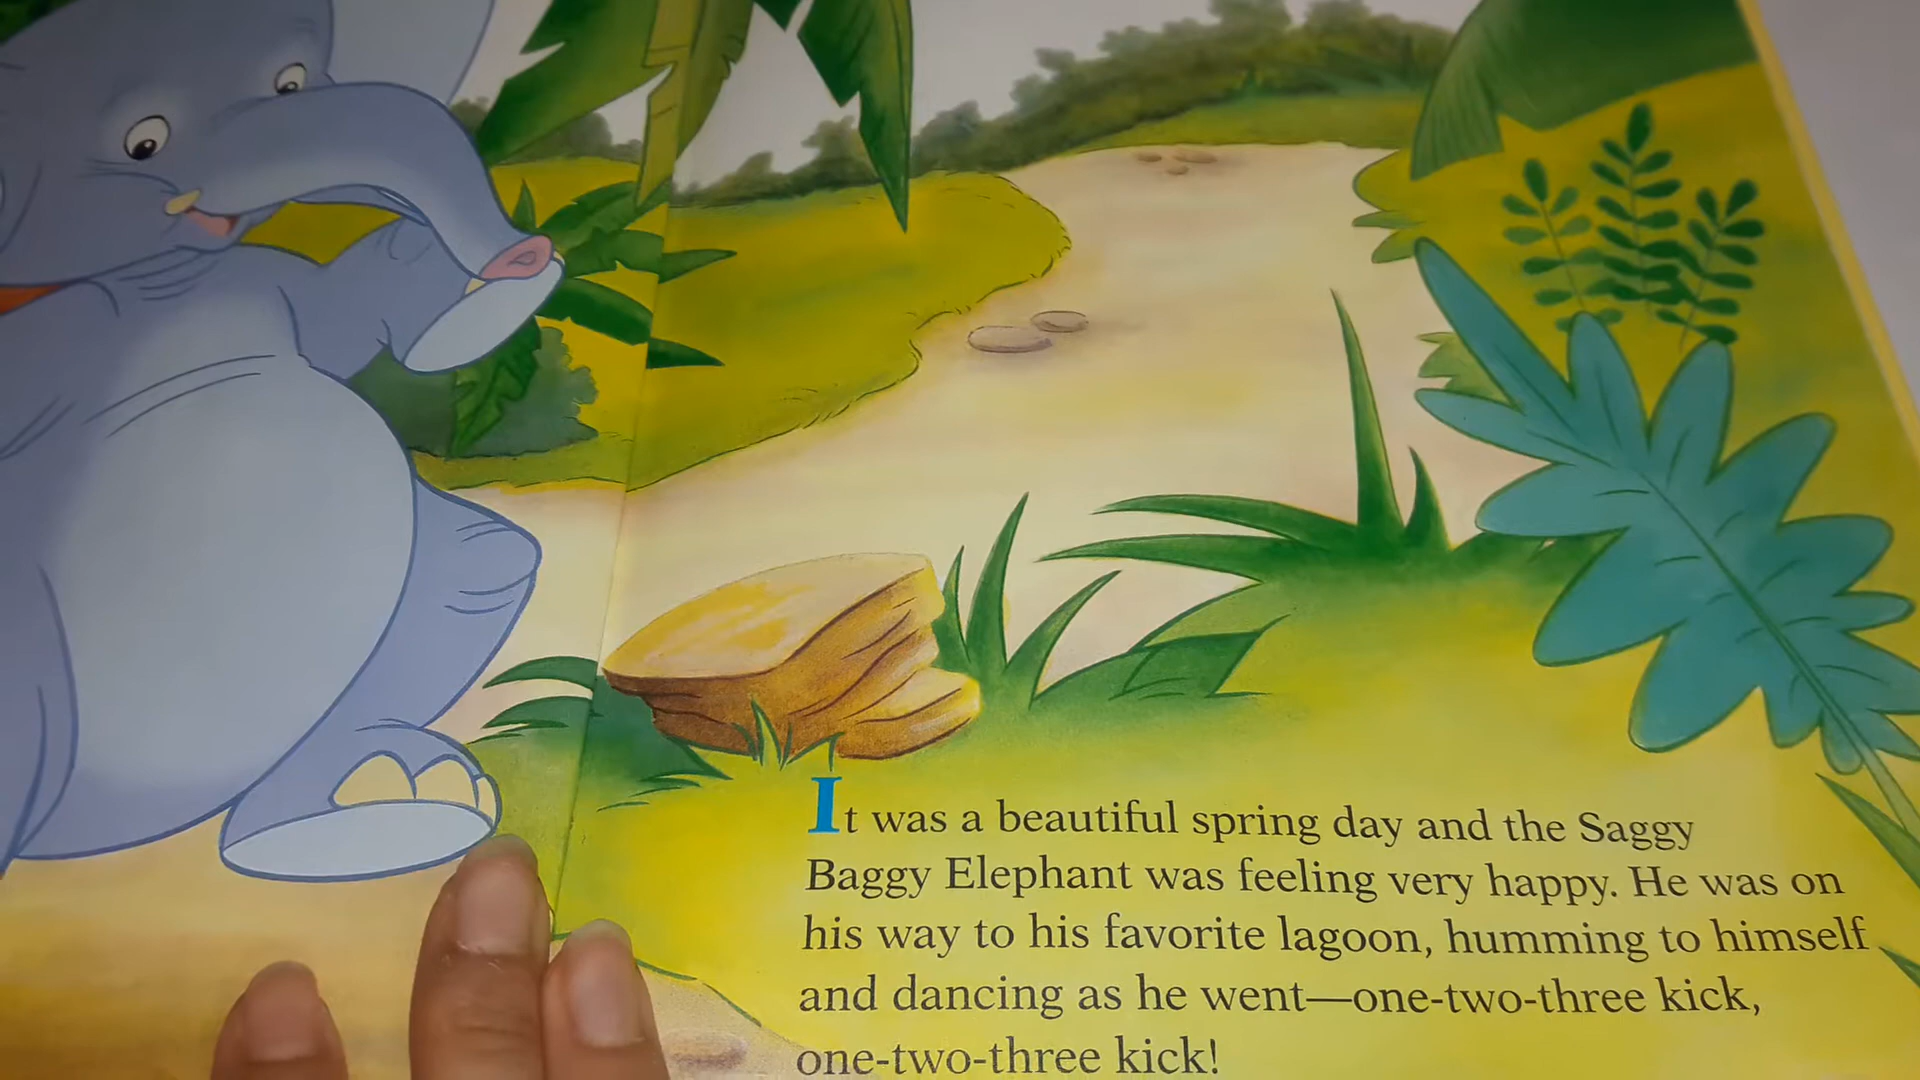 It was a beautiful spring day and the Saggy
Baggy Elephant was feeling very happy. He was on
his way to his favorite lagoon, humming to himself
and dancing as he went—one-two-three kick,
one-two-three kick!